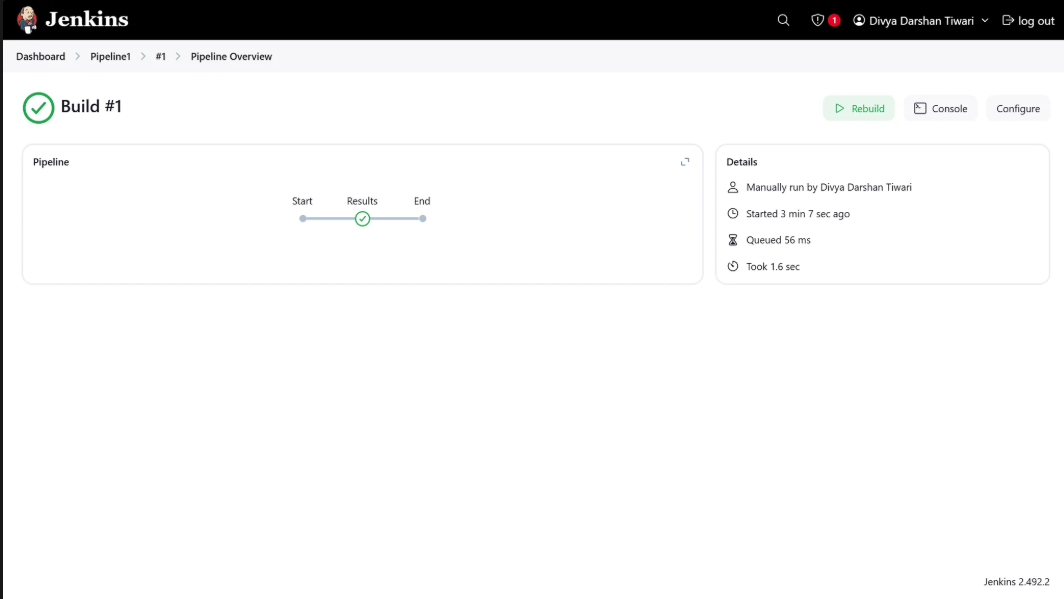 Jenkins
1
Divya Darshan Tiwari
log out
Dashboard > Pipeline1 > #1 > Pipeline Overview
Build #1
Rebuild
Console
Configure
Pipeline
Start Results End
Details
Manually run by Divya Darshan Tiwari
Started 3 min 7 sec ago
Queued 56 ms
Took 1.6 sec
Jenkins 2.492.2